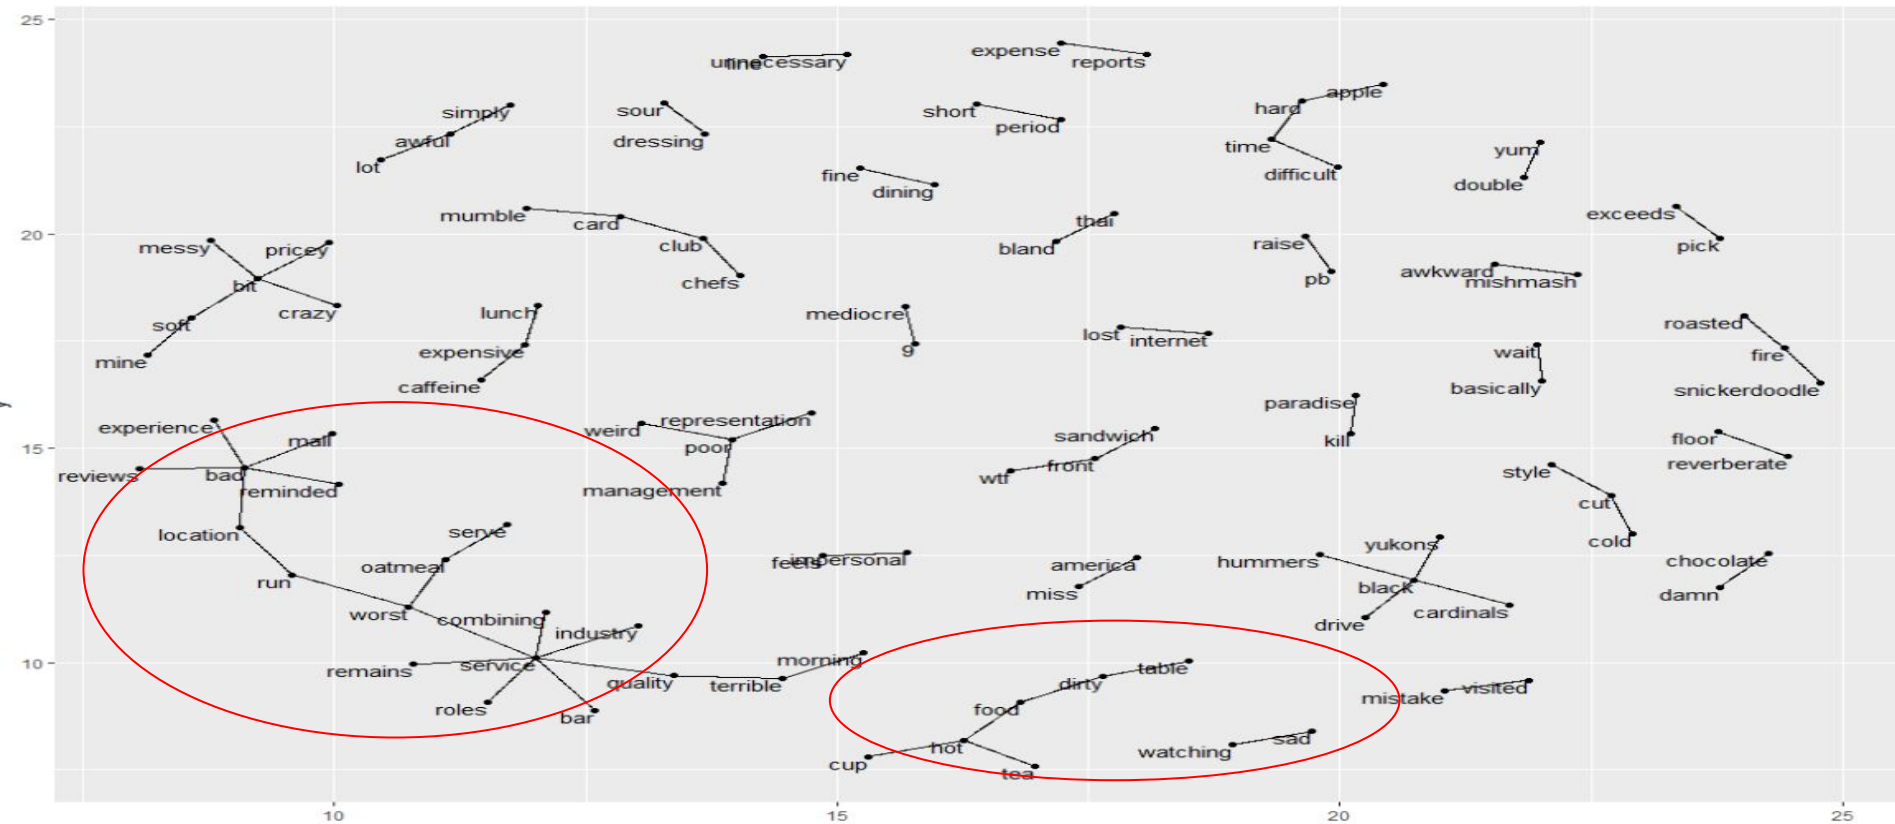 25
expense
unnecessary
line
reports
apple
simply
sour
short
hard
awful
dressing
period
time
yum
lot
fine
difficult
double
dining
mumble
card
thai
exceeds
messy
pricey
club
bland
raise
pick
20
bit
chefs
pb
awkward
mishmash
soft
crazy
lunch
mediocre
lost
internet
roasted
mine
expensive
9
wait
fire
caffeine
basically
snickerdoodle
y
paradise
experience
mall
weird
representation
sandwich
kill
floor
15
reviews
bad
poor
front
reverberate
reminded
management
wtf
style
location
serve
cut
yukons
cold
oatmeal
feels
impersonal
america
hummers
chocolate
run
miss
black
damn
worst
combining
cardinals
industry
drive
10
remains
service
morning
table
quality
terrible
dirty
mistake
visited
roles
bar
food
hot
watching
sad
cup
tea
10
15
20
25